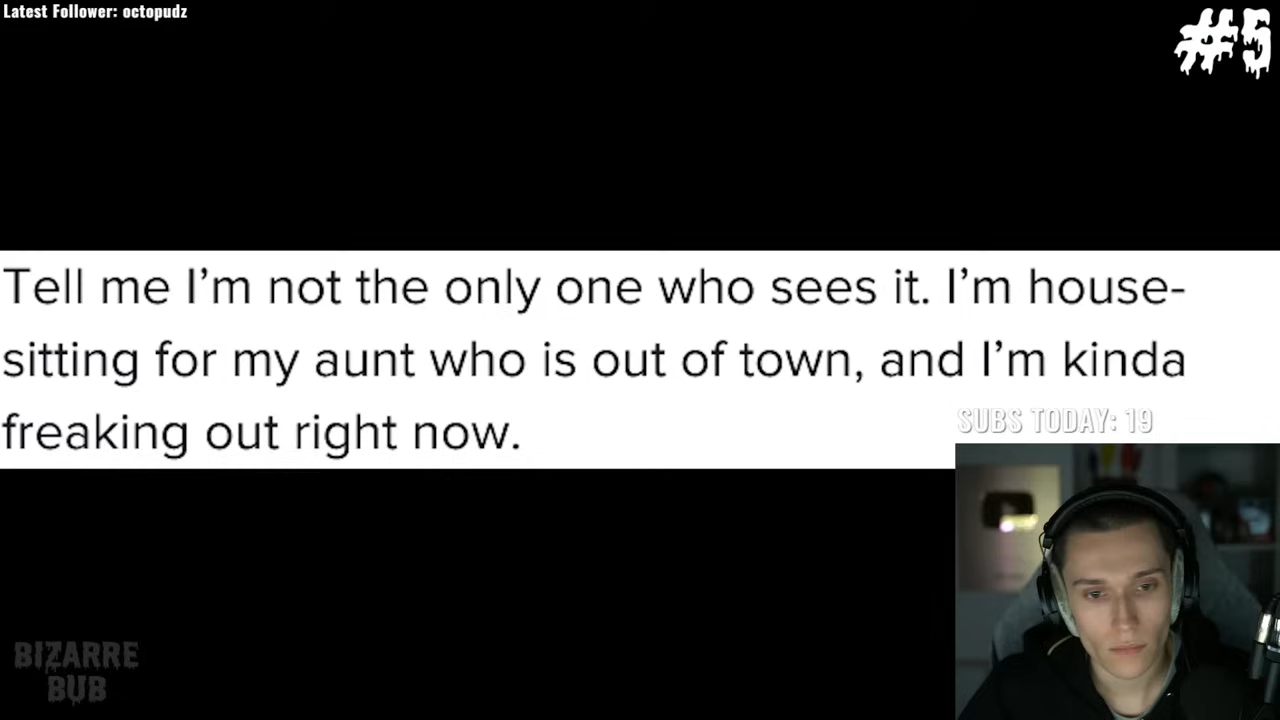 Latest Follower: octopudz
#5
Tell me I’m not the only one who sees it. I’m house-
sitting for my aunt who is out of town, and I’m kinda
freaking out right now.
SUBS TODAY: 19
BIZARRE
BUB